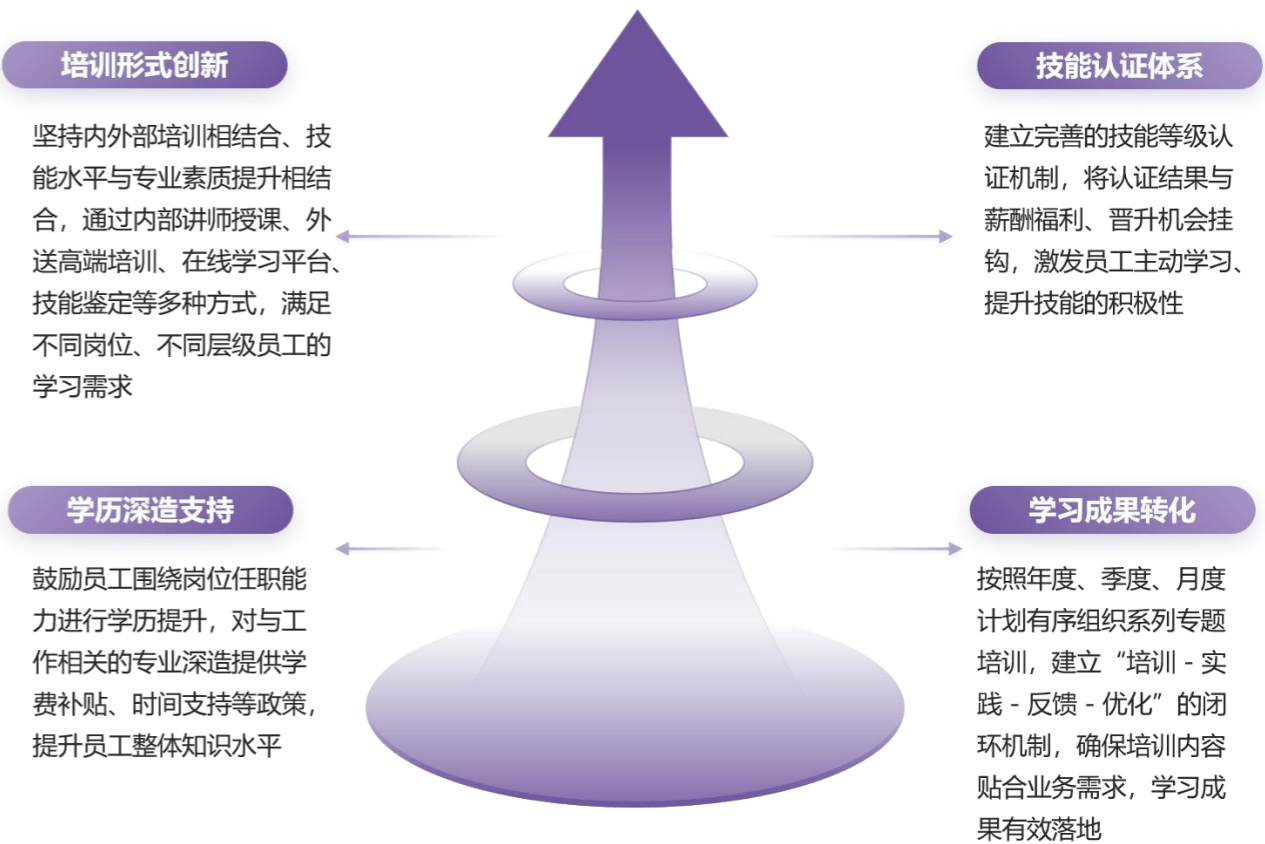 培训形式创新
坚持内外部培训相结合、技
能水平与专业素质提升相结
合，通过内部讲师授课、外
送高端培训、在线学习平台、
技能鉴定等多种方式，满足
不同岗位、不同层级员工的
学习需求
技能认证体系
建立完善的技能等级认
证机制，将认证结果与
薪酬福利、晋升机会挂
钩，激发员工主动学习、
提升技能的积极性
学历深造支持
鼓励员工围绕岗位任职能
力进行学历提升，对与工
作相关的专业深造提供学
费补贴、时间支持等政策，
提升员工整体知识水平
学习成果转化
按照年度、季度、月度
计划有序组织系列专题
培训，建立“培训 - 实
践 - 反馈 - 优化”的闭
环机制，确保培训内容
贴合业务需求，学习成
果有效落地